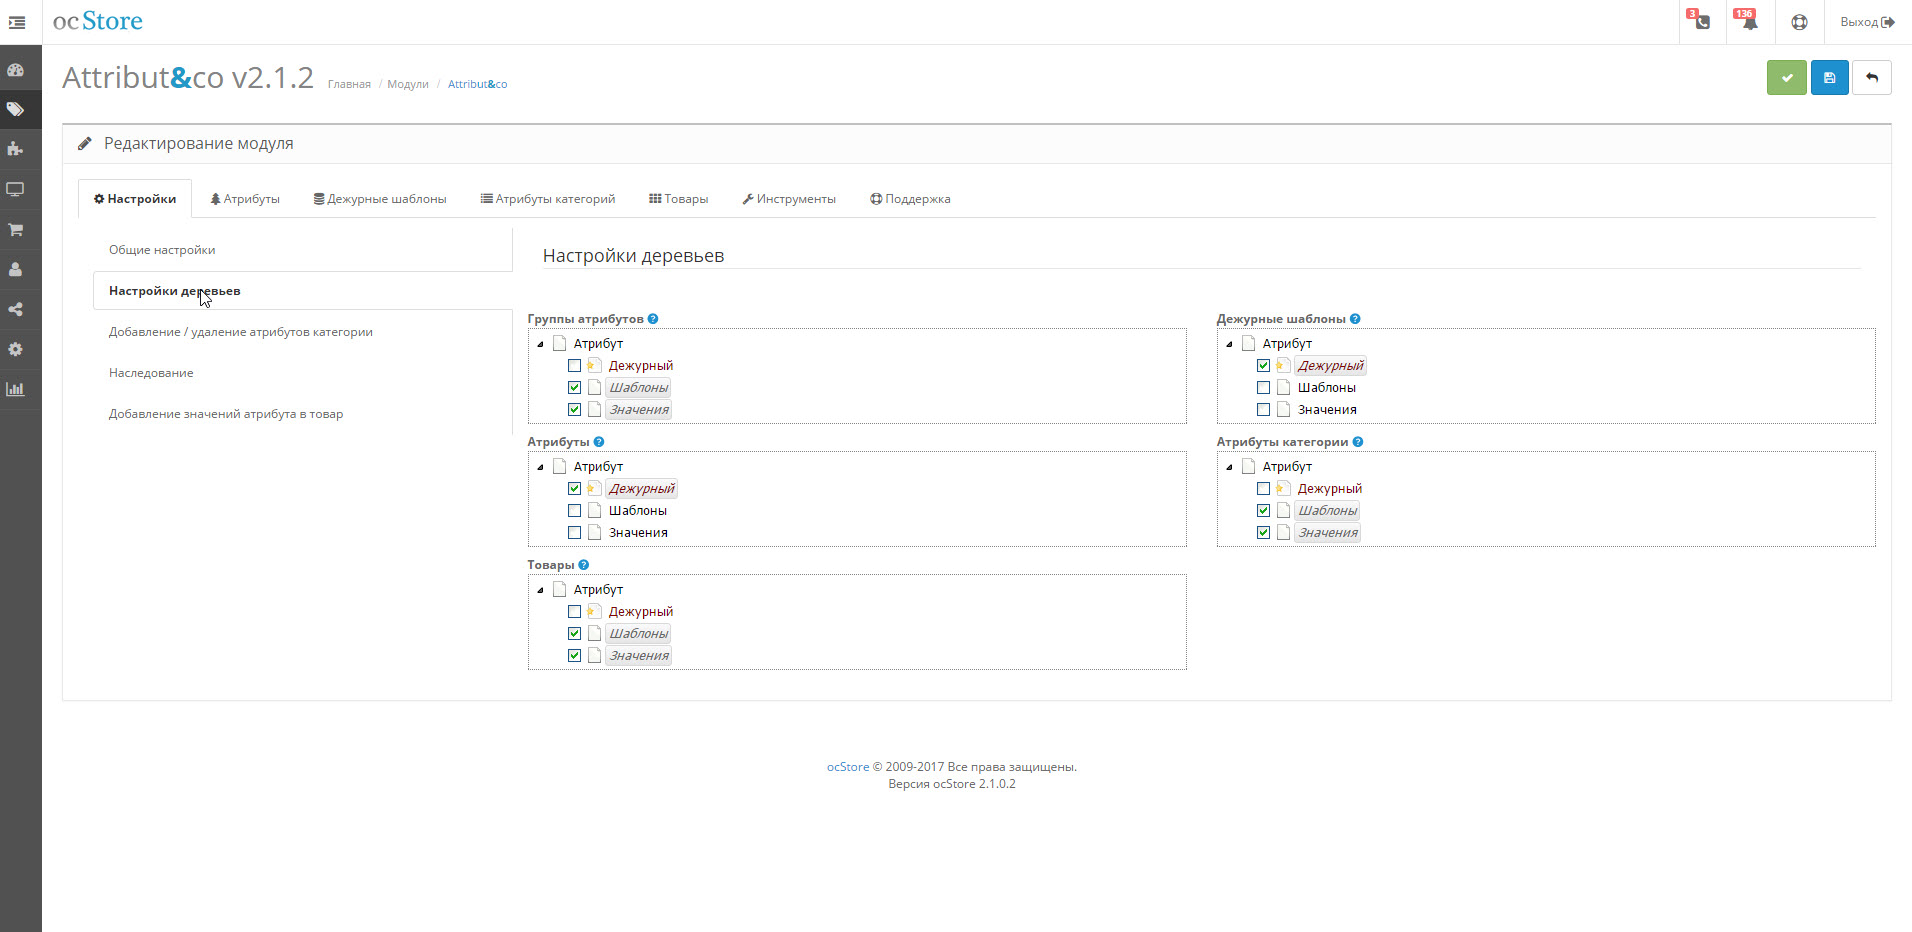 ocStore
3
136
Выход
Attribut&co v2.1.2 Главная / Модули / Attribut&co
Редактирование модуля
Настройки Атрибуты Дежурные шаблоны Атрибуты категорий Товары Инструменты Поддержка
Общие настройки
Настройки деревьев
Добавление / удаление атрибутов категории
Наследование
Добавление значений атрибута в товар
Настройки деревьев
Группы атрибутов ?
Атрибут
Дежурный
Шаблоны
Значения
Дежурные шаблоны ?
Атрибут
Дежурный
Шаблоны
Значения
Атрибуты ?
Атрибут
Дежурный
Шаблоны
Значения
Атрибуты категории ?
Атрибут
Дежурный
Шаблоны
Значения
Товары ?
Атрибут
Дежурный
Шаблоны
Значения
ocStore © 2009-2017 Все права защищены.
Версия ocStore 2.1.0.2